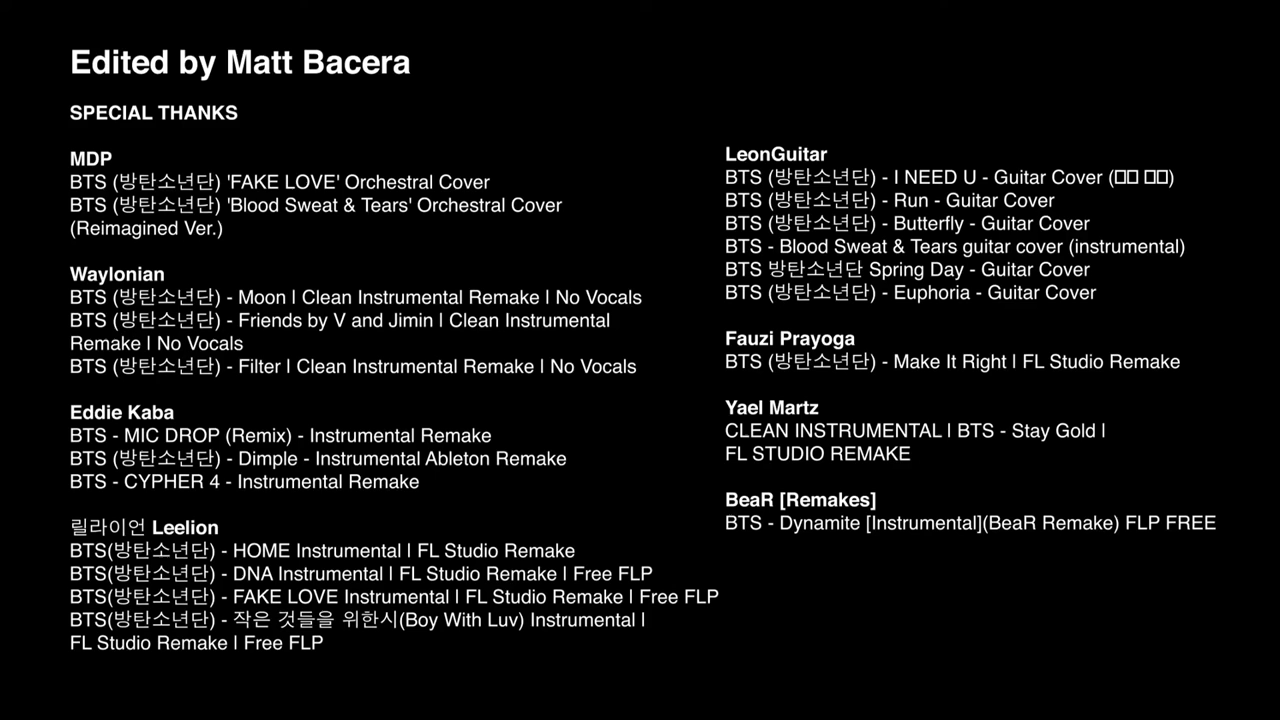 Edited by Matt Bacera
SPECIAL THANKS
MDP
BTS (방탄소년단) 'FAKE LOVE' Orchestral Cover
BTS (방탄소년단) 'Blood Sweat & Tears' Orchestral Cover
(Reimagined Ver.)
Waylonian
BTS (방탄소년단) - Moon | Clean Instrumental Remake | No Vocals
BTS (방탄소년단) - Friends by V and Jimin | Clean Instrumental
Remake | No Vocals
BTS (방탄소년단) - Filter | Clean Instrumental Remake | No Vocals
Eddie Kaba
BTS - MIC DROP (Remix) - Instrumental Remake
BTS (방탄소년단) - Dimple - Instrumental Ableton Remake
BTS - CYPHER 4 - Instrumental Remake
릴라이언 Leelion
BTS(방탄소년단) - HOME Instrumental | FL Studio Remake
BTS(방탄소년단) - DNA Instrumental | FL Studio Remake | Free FLP
BTS(방탄소년단) - FAKE LOVE Instrumental | FL Studio Remake | Free FLP
BTS(방탄소년단) - 작은 것들을 위한시(Boy With Luv) Instrumental |
FL Studio Remake | Free FLP
LeonGuitar
BTS (방탄소년단) - I NEED U - Guitar Cover (□□ □□)
BTS (방탄소년단) - Run - Guitar Cover
BTS (방탄소년단) - Butterfly - Guitar Cover
BTS - Blood Sweat & Tears guitar cover (instrumental)
BTS 방탄소년단 Spring Day - Guitar Cover
BTS (방탄소년단) - Euphoria - Guitar Cover
Fauzi Prayoga
BTS (방탄소년단) - Make It Right | FL Studio Remake
Yael Martz
CLEAN INSTRUMENTAL | BTS - Stay Gold |
FL STUDIO REMAKE
BeaR [Remakes]
BTS - Dynamite [Instrumental](BeaR Remake) FLP FREE